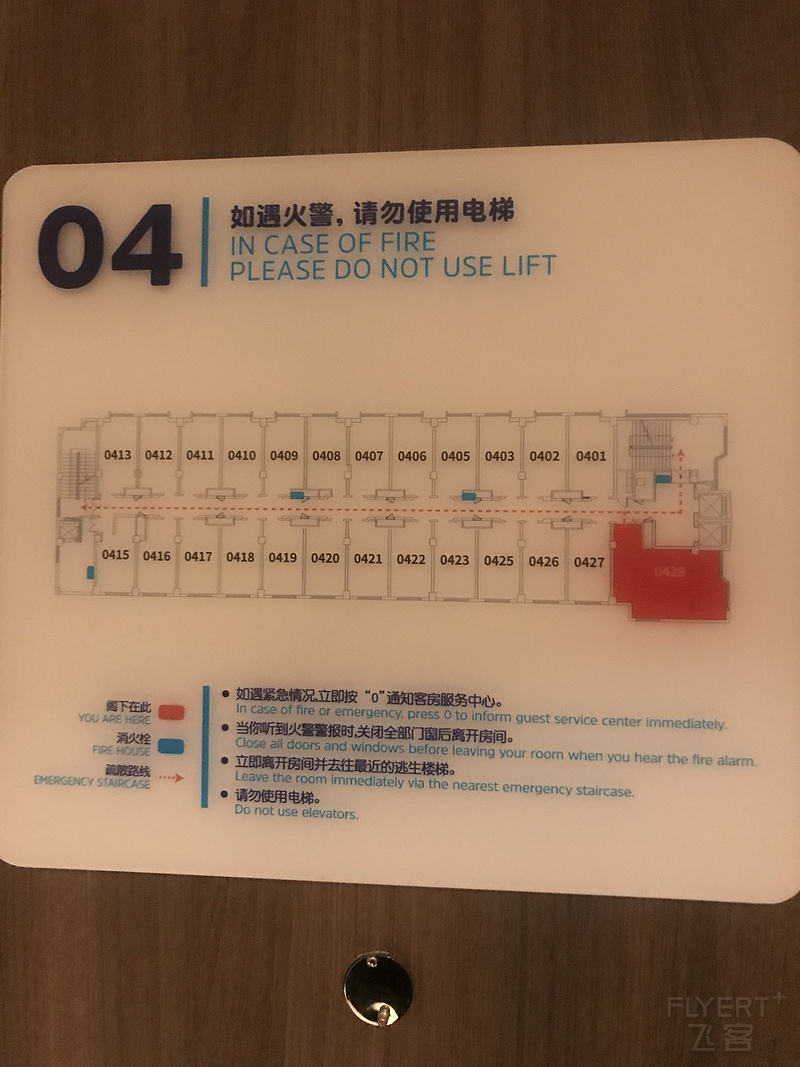 04
如遇火警，请勿使用电梯
IN CASE OF FIRE
PLEASE DO NOT USE LIFT
0413 0412 0411 0410 0409 0408 0407 0406 0405 0403 0402 0401
0415 0416 0417 0418 0419 0420 0421 0422 0423 0425 0426 0427 0428
阁下在此
YOU ARE HERE
消火栓
FIRE HOUSE
疏散路线
EMERGENCY STAIRCASE
● 如遇紧急情况,立即按“0”通知客房服务中心。
In case of fire or emergency, press 0 to inform guest service center immediately.
● 当你听到火警警报时,关闭全部门窗后离开房间。
Close all doors and windows before leaving your room when you hear the fire alarm.
● 立即离开房间并去往最近的逃生楼梯。
Leave the room immediately via the nearest emergency staircase.
● 请勿使用电梯。
Do not use elevators.
FLYERT+
飞客